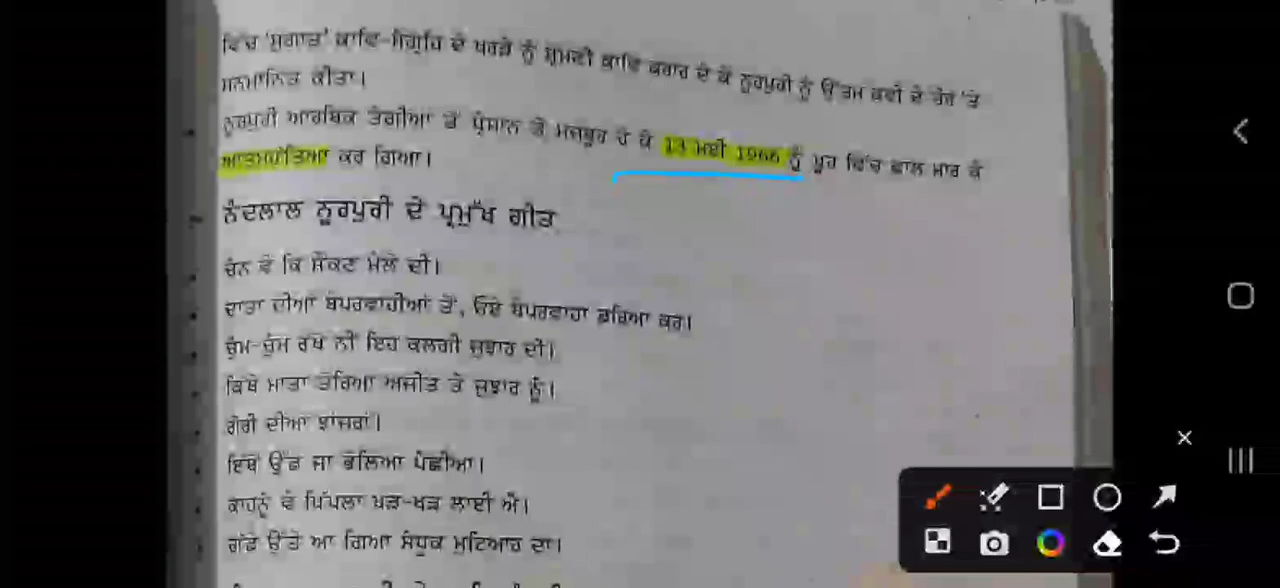 ਵਿੱਚ 'ਸੁਗਾਤ' ਕਾਵਿ-ਸੰਗ੍ਰਹਿ ਦੇ ਖਰੜੇ ਨੂੰ ਕਾਵਿ ਕਰਾਰ ਦੇ ਕੇ ਨੂਰਪੁਰੀ ਨੂੰ ਉੱਤਮ ਕਵੀ ਦੇ ਤੌਰ 'ਤੇ
ਸਨਮਾਨਿਤ ਕੀਤਾ।
ਨੂਰਪੁਰੀ ਆਰਥਿਕ ਤੰਗੀਆਂ ਤੋਂ ਪ੍ਰੇਸ਼ਾਨ ਤੇ ਮਜਬੂਰ ਹੋ ਕੇ 13 ਮਈ 1966 ਨੂੰ ਖੂਹ ਵਿੱਚ ਛਾਲ ਮਾਰ ਕੇ
ਆਤਮਹੱਤਿਆ ਕਰ ਗਿਆ।
ਨੰਦਲਾਲ ਨੂਰਪੁਰੀ ਦੇ ਪ੍ਰਮੁੱਖ ਗੀਤ
ਚੰਨ ਵੇ ਕਿ ਸ਼ੌਂਕਣ ਮੇਲੇ ਦੀ।
ਦਾਤਾ ਦੀਆਂ ਬੇਪਰਵਾਹੀਆਂ ਤੋਂ, ਓਏ ਬੇਪਰਵਾਹਾ ਡਰਿਆ ਕਰ।
ਚੁੰਮ-ਚੁੰਮ ਰੱਖੋ ਨੀ ਇਹ ਕਲਗੀ ਜੁਝਾਰ ਦੀ।
ਕਿੱਥੇ ਮਾਤਾ ਤੋਰਿਆ ਅਜੀਤ ਤੇ ਜੁਝਾਰ ਨੂੰ।
ਗੋਰੀ ਦੀਆਂ ਝਾਂਜਰਾਂ।
ਇੱਥੋਂ ਉੱਡ ਜਾ ਭੋਲਿਆ ਪੰਛੀਆ।
ਕਾਹਨੂੰ ਵੇ ਪਿੱਪਲਾ ਖੜ-ਖੜ ਲਾਈ ਐ।
ਗੱਡੇ ਉੱਤੇ ਆ ਗਿਆ ਸੰਦੂਕ ਮੁਟਿਆਰ ਦਾ।